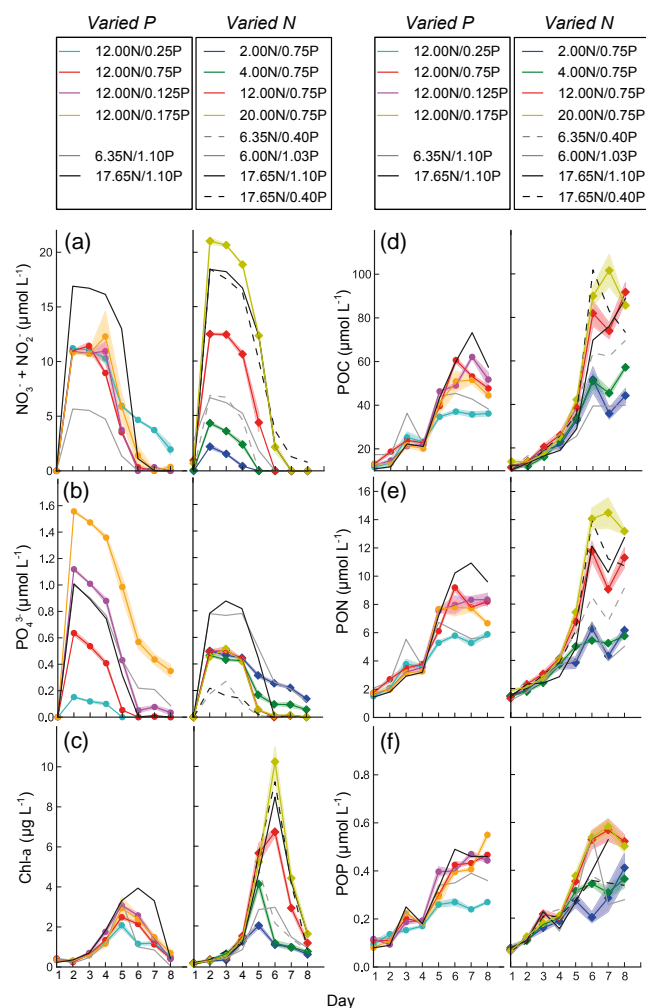 Varied P
Varied N
Varied P
Varied N
12.00N/0.25P
12.00N/0.75P
12.00N/0.125P
12.00N/0.175P
6.35N/1.10P
17.65N/1.10P
2.00N/0.75P
4.00N/0.75P
12.00N/0.75P
20.00N/0.75P
6.35N/0.40P
6.00N/1.03P
17.65N/1.10P
17.65N/0.40P
12.00N/0.25P
12.00N/0.75P
12.00N/0.125P
12.00N/0.175P
6.35N/1.10P
17.65N/1.10P
2.00N/0.75P
4.00N/0.75P
12.00N/0.75P
20.00N/0.75P
6.35N/0.40P
6.00N/1.03P
17.65N/1.10P
17.65N/0.40P
(a)
NO₃⁻ + NO₂⁻ (µmol L⁻¹)
20
15
10
5
0
(b)
PO₄³⁻ (µmol L⁻¹)
1.6
1.4
1.2
1.0
0.8
0.6
0.4
0.2
0.0
(c)
Chl-a (µg L⁻¹)
10
8
6
4
2
0
1 2 3 4 5 6 7 8
1 2 3 4 5 6 7 8
(d)
POC (µmol L⁻¹)
100
80
60
40
20
(e)
PON (µmol L⁻¹)
16
14
12
10
8
6
4
2
0
(f)
POP (µmol L⁻¹)
0.8
0.6
0.4
0.2
0.0
1 2 3 4 5 6 7 8
1 2 3 4 5 6 7 8
Day